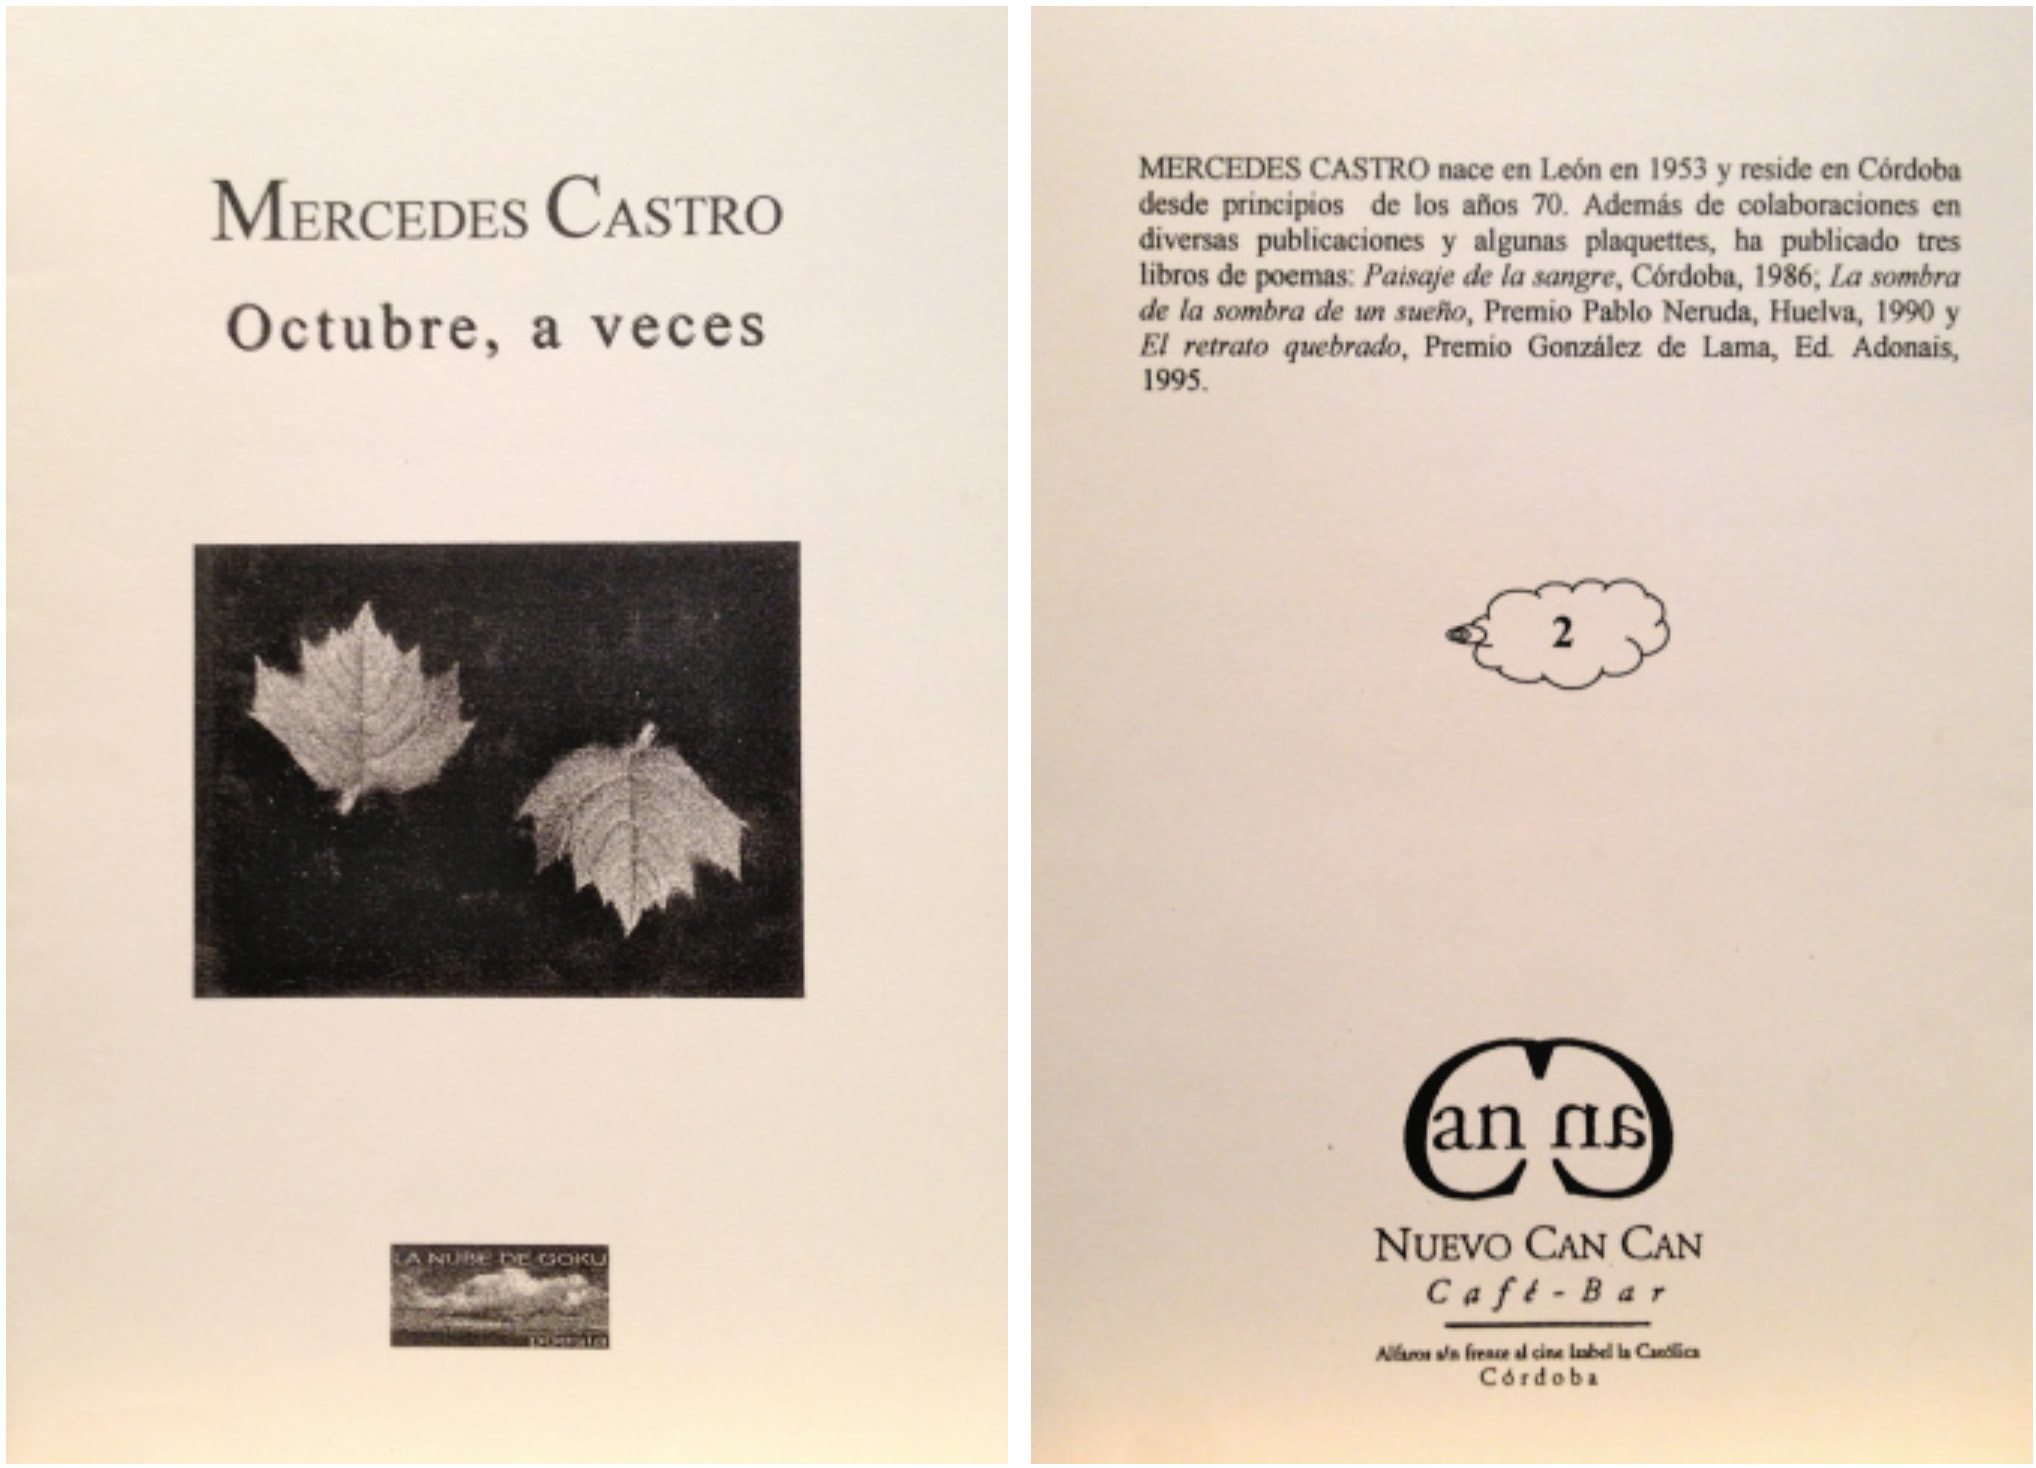 MERCEDES CASTRO
Octubre, a veces
LA NUBE DE GOKU
poesía
MERCEDES CASTRO nace en León en 1953 y reside en Córdoba
desde principios de los años 70. Además de colaboraciones en
diversas publicaciones y algunas plaquettes, ha publicado tres
libros de poemas: Paisaje de la sangre, Córdoba, 1986; La sombra
de la sombra de un sueño, Premio Pablo Neruda, Huelva, 1990 y
El retrato quebrado, Premio González de Lama, Ed. Adonais,
1995.
2
Can Can
NUEVO CAN CAN
Café-Bar
Alfaros s/n frente al cine Isabel la Católica
Córdoba